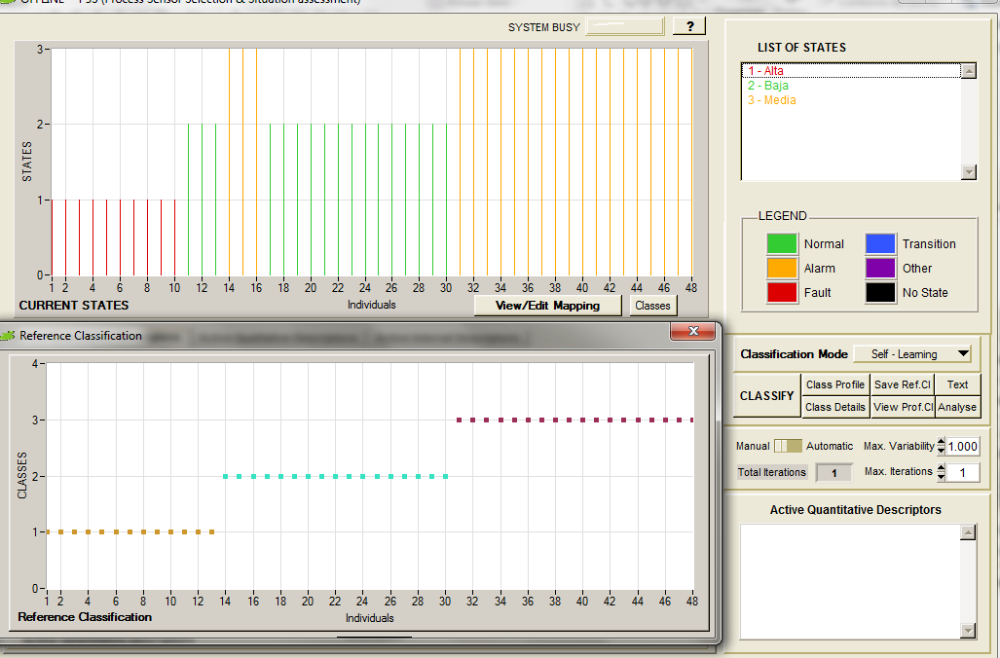 OFFLINE - P3S (Process Sensor Selection & Situation assessment)
SYSTEM BUSY
?
3
2
1
0
STATES
1 2 4 6 8 10 12 14 16 18 20 22 24 26 28 30 32 34 36 38 40 42 44 46 48
CURRENT STATES
Individuals
View/Edit Mapping
Classes
LIST OF STATES
1 - Alta
2 - Baja
3 - Media
LEGEND
Normal
Transition
Alarm
Other
Fault
No State
Reference Classification
4
3
2
1
0
CLASSES
1 2 4 6 8 10 12 14 16 18 20 22 24 26 28 30 32 34 36 38 40 42 44 46 48
Reference Classification
Individuals
Classification Mode
Self - Learning
CLASSIFY
Class Profile
Save Ref.Cl
Text
Class Details
View Prof.Cl
Analyse
Manual
Automatic
Max. Variability
1.000
Total Iterations
1
Max. Iterations
1
Active Quantitative Descriptors